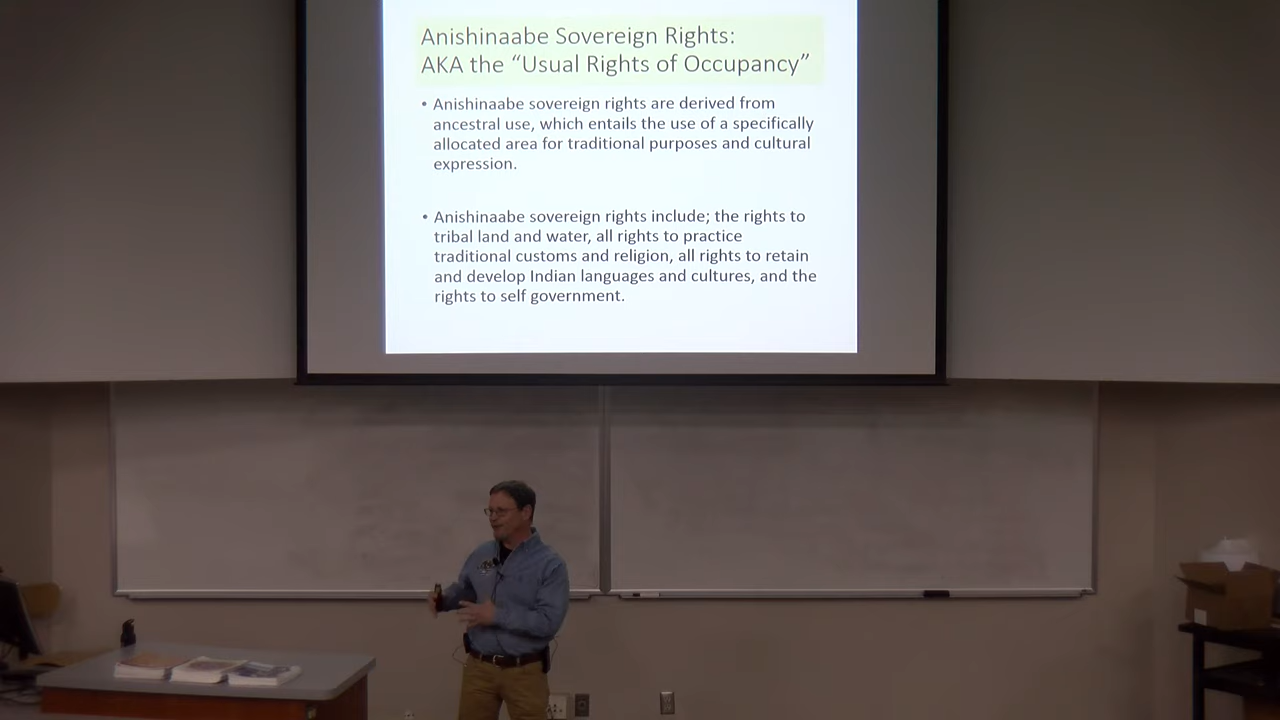 Anishinaabe Sovereign Rights:
AKA the “Usual Rights of Occupancy”
• Anishinaabe sovereign rights are derived from
ancestral use, which entails the use of a specifically
allocated area for traditional purposes and cultural
expression.
• Anishinaabe sovereign rights include; the rights to
tribal land and water, all rights to practice
traditional customs and religion, all rights to retain
and develop Indian languages and cultures, and the
rights to self government.